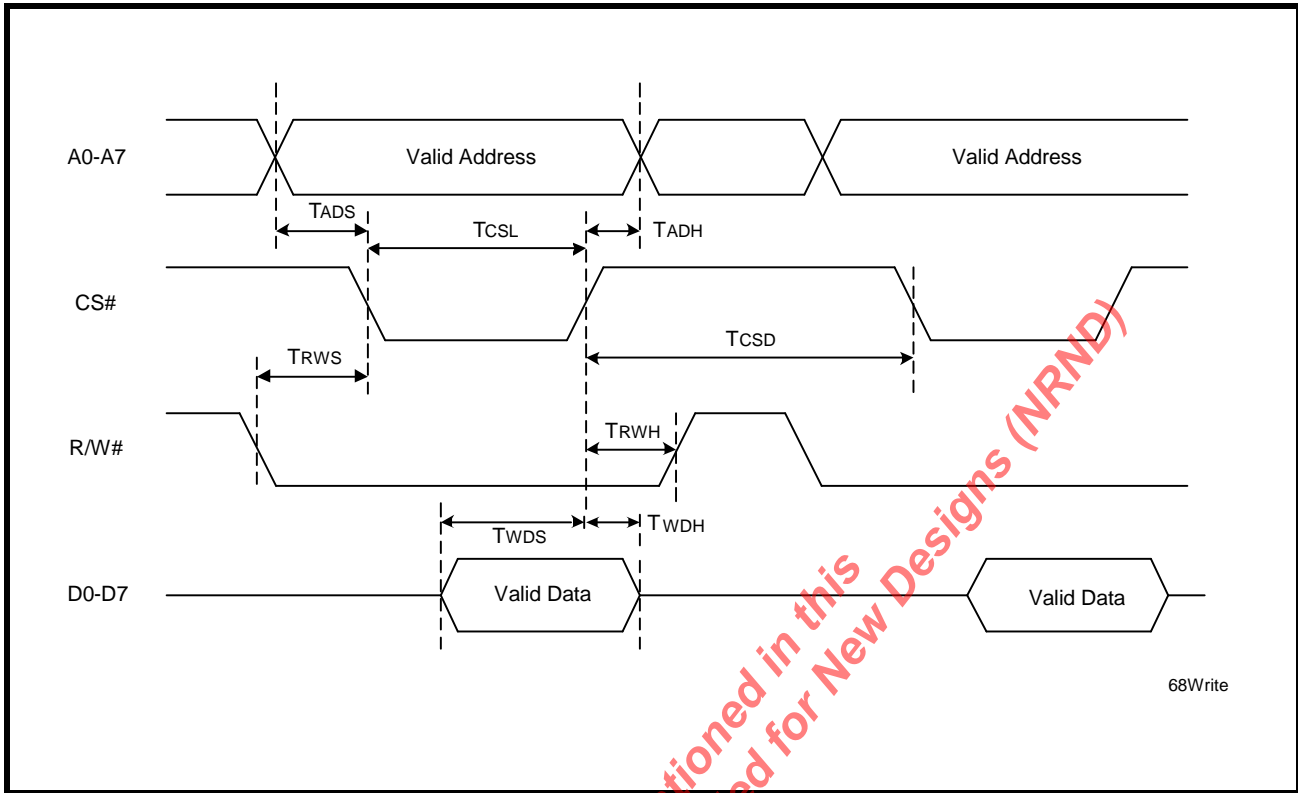 A0-A7
Valid Address
Valid Address
TADS
TCSL
TADH
CS#
TCSD
TRWS
R/W#
TRWH
TWDS
TWDH
D0-D7
Valid Data
Valid Data
68Write
tioned in this
ed for New Designs (NRND)